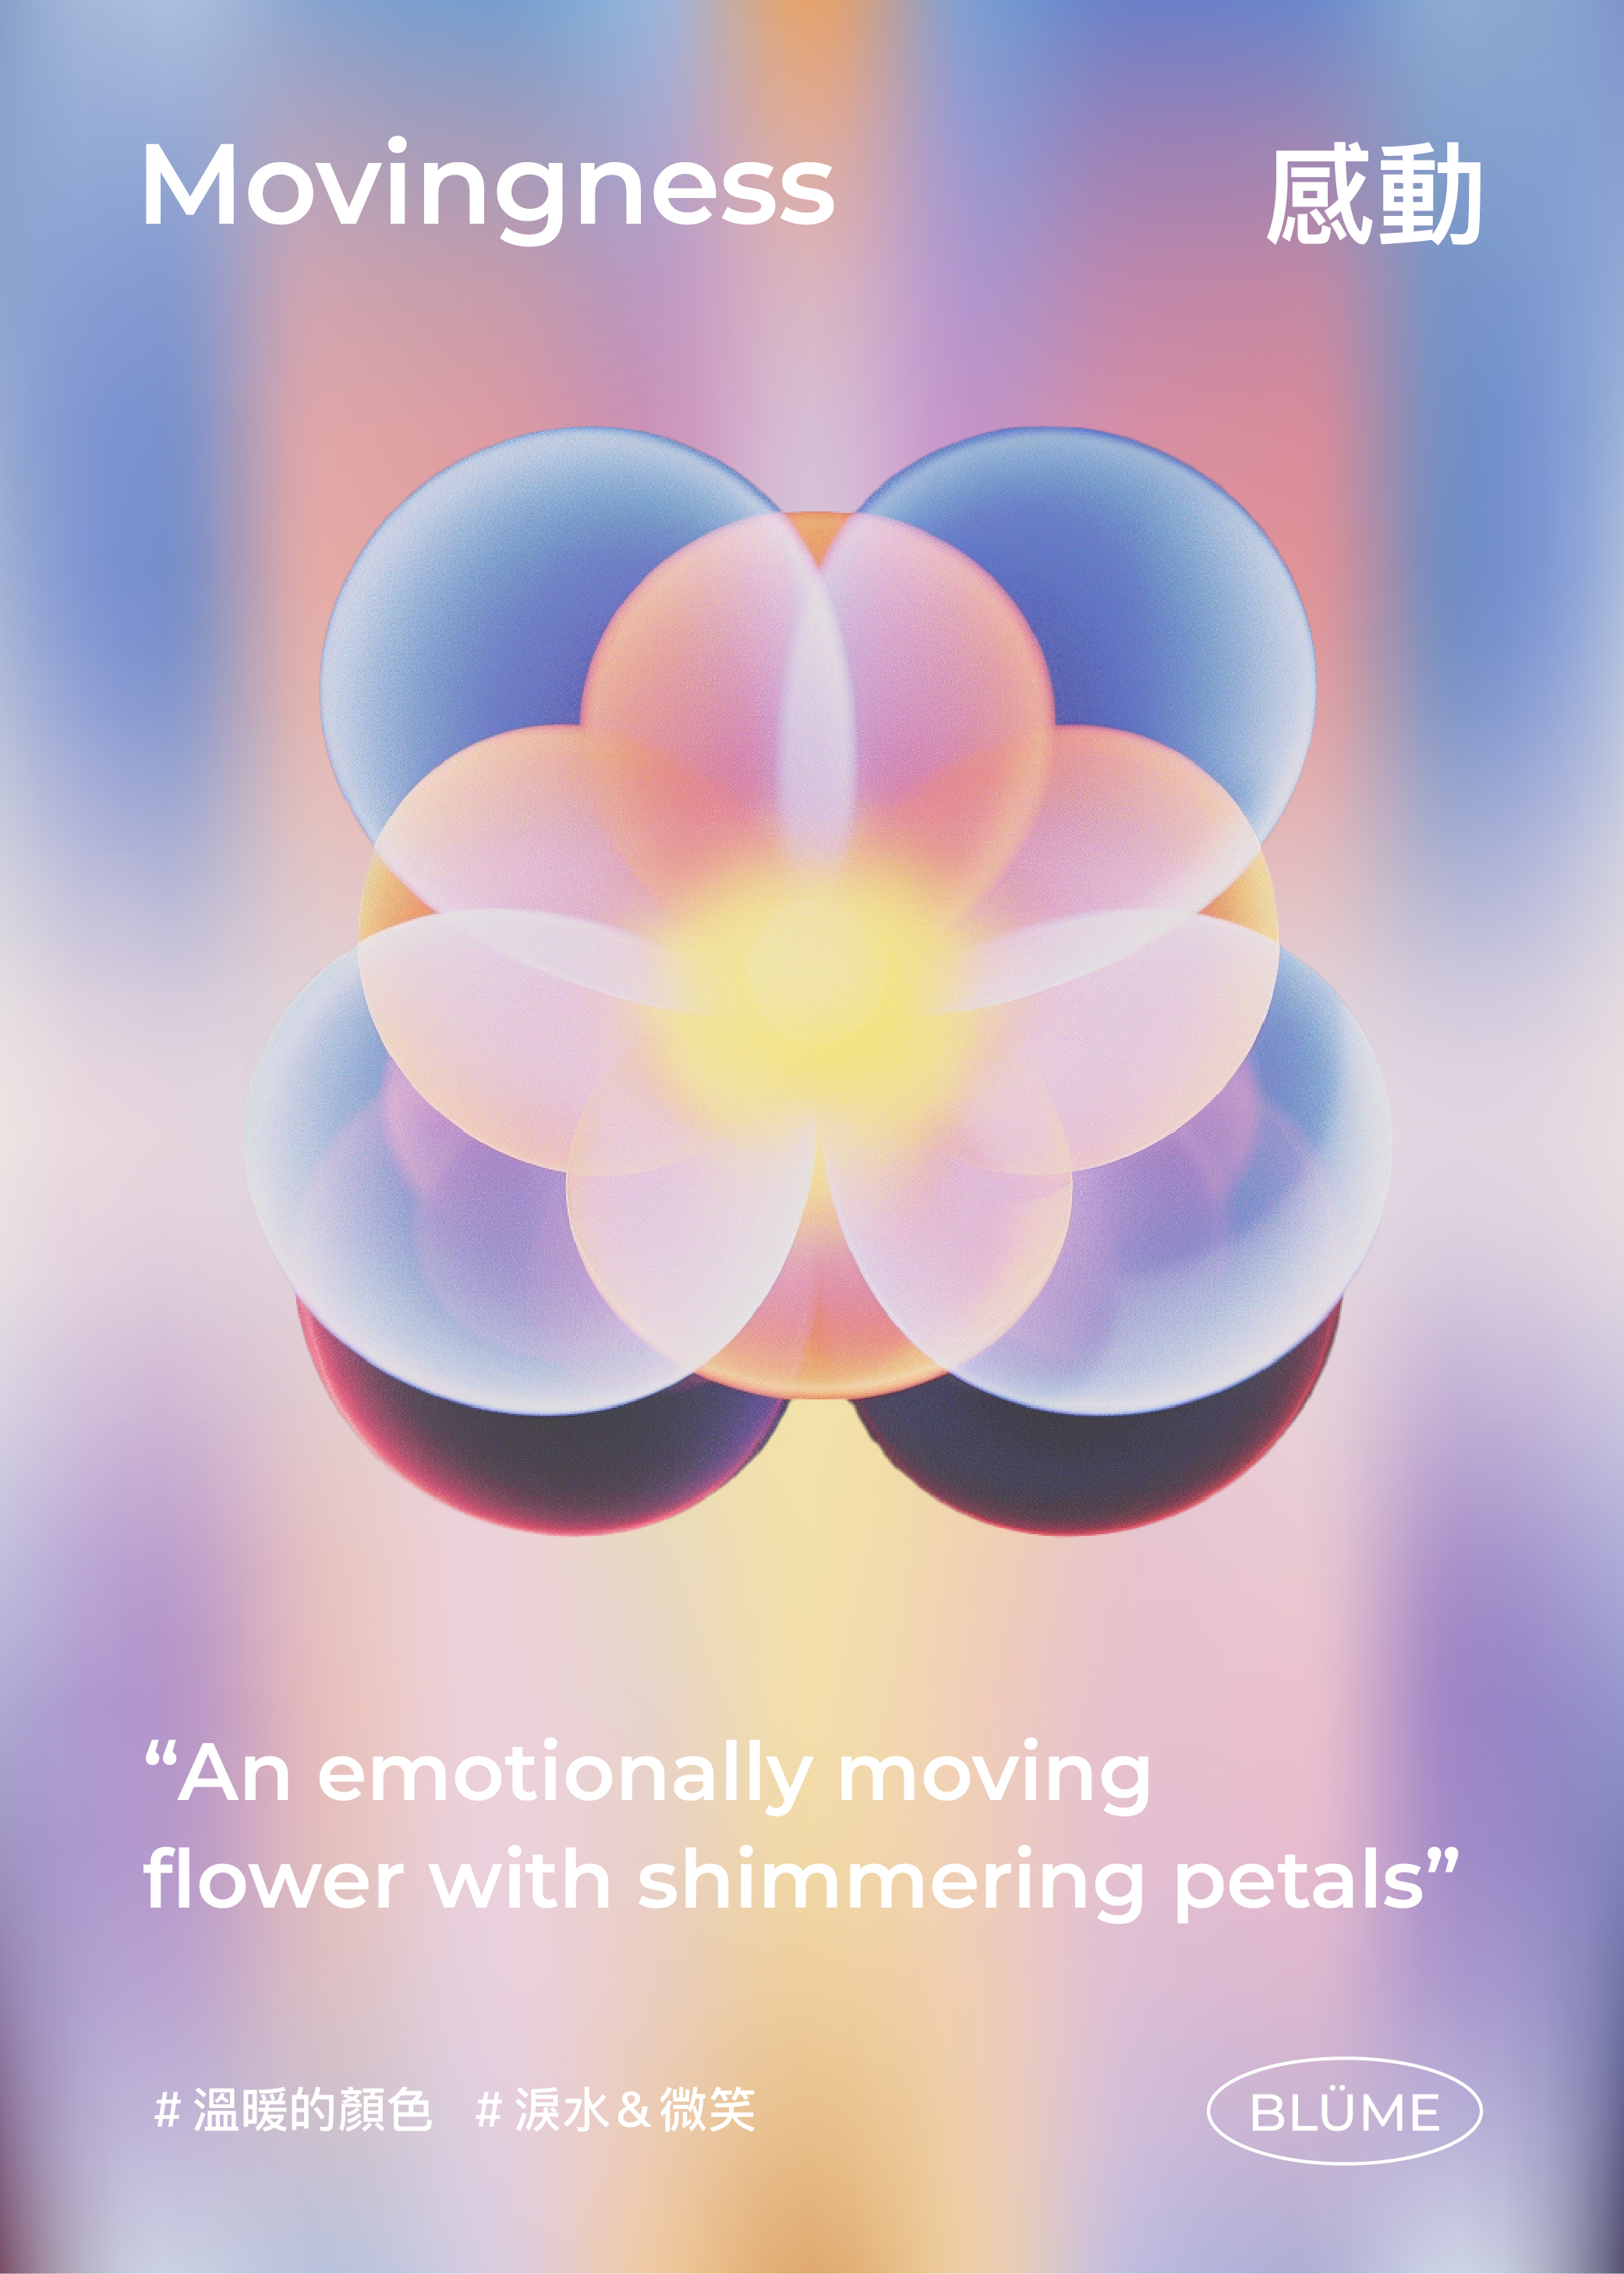 Movingness
感動
“An emotionally moving
flower with shimmering petals”
# 溫暖的顏色 # 淚水 & 微笑
BLÜME